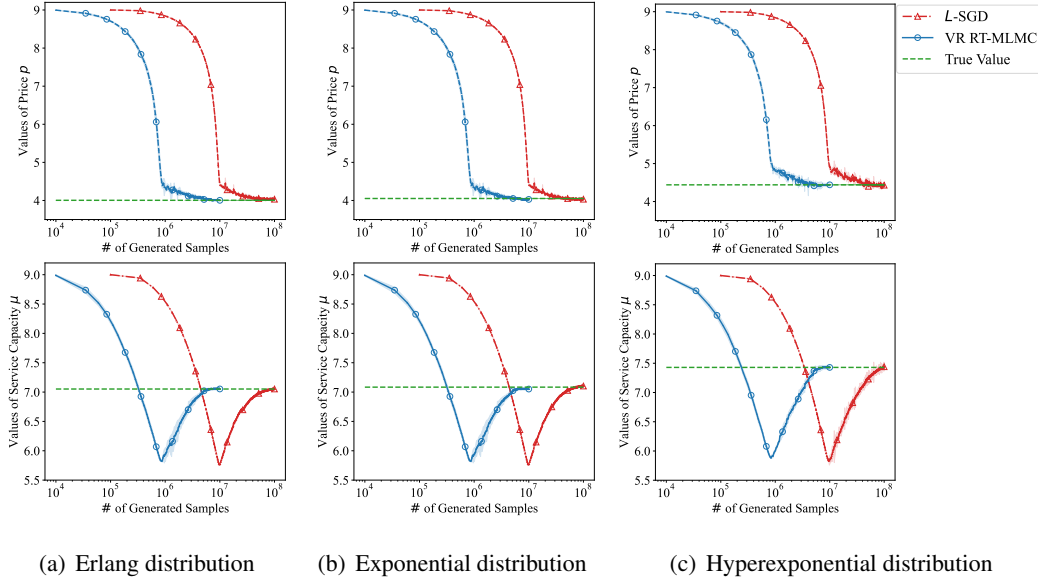 9
8
7
6
5
4
Values of Price p
10^4 10^5 10^6 10^7 10^8
# of Generated Samples
9
8
7
6
5
4
Values of Price p
10^4 10^5 10^6 10^7 10^8
# of Generated Samples
9
8
7
6
5
4
Values of Price p
10^4 10^5 10^6 10^7 10^8
# of Generated Samples
L-SGD
VR RT-MLMC
True Value
9.0
8.5
8.0
7.5
7.0
6.5
6.0
5.5
Values of Service Capacity μ
10^4 10^5 10^6 10^7 10^8
# of Generated Samples
9.0
8.5
8.0
7.5
7.0
6.5
6.0
5.5
Values of Service Capacity μ
10^4 10^5 10^6 10^7 10^8
# of Generated Samples
9.0
8.5
8.0
7.5
7.0
6.5
6.0
5.5
Values of Service Capacity μ
10^4 10^5 10^6 10^7 10^8
# of Generated Samples
(a) Erlang distribution
(b) Exponential distribution
(c) Hyperexponential distribution